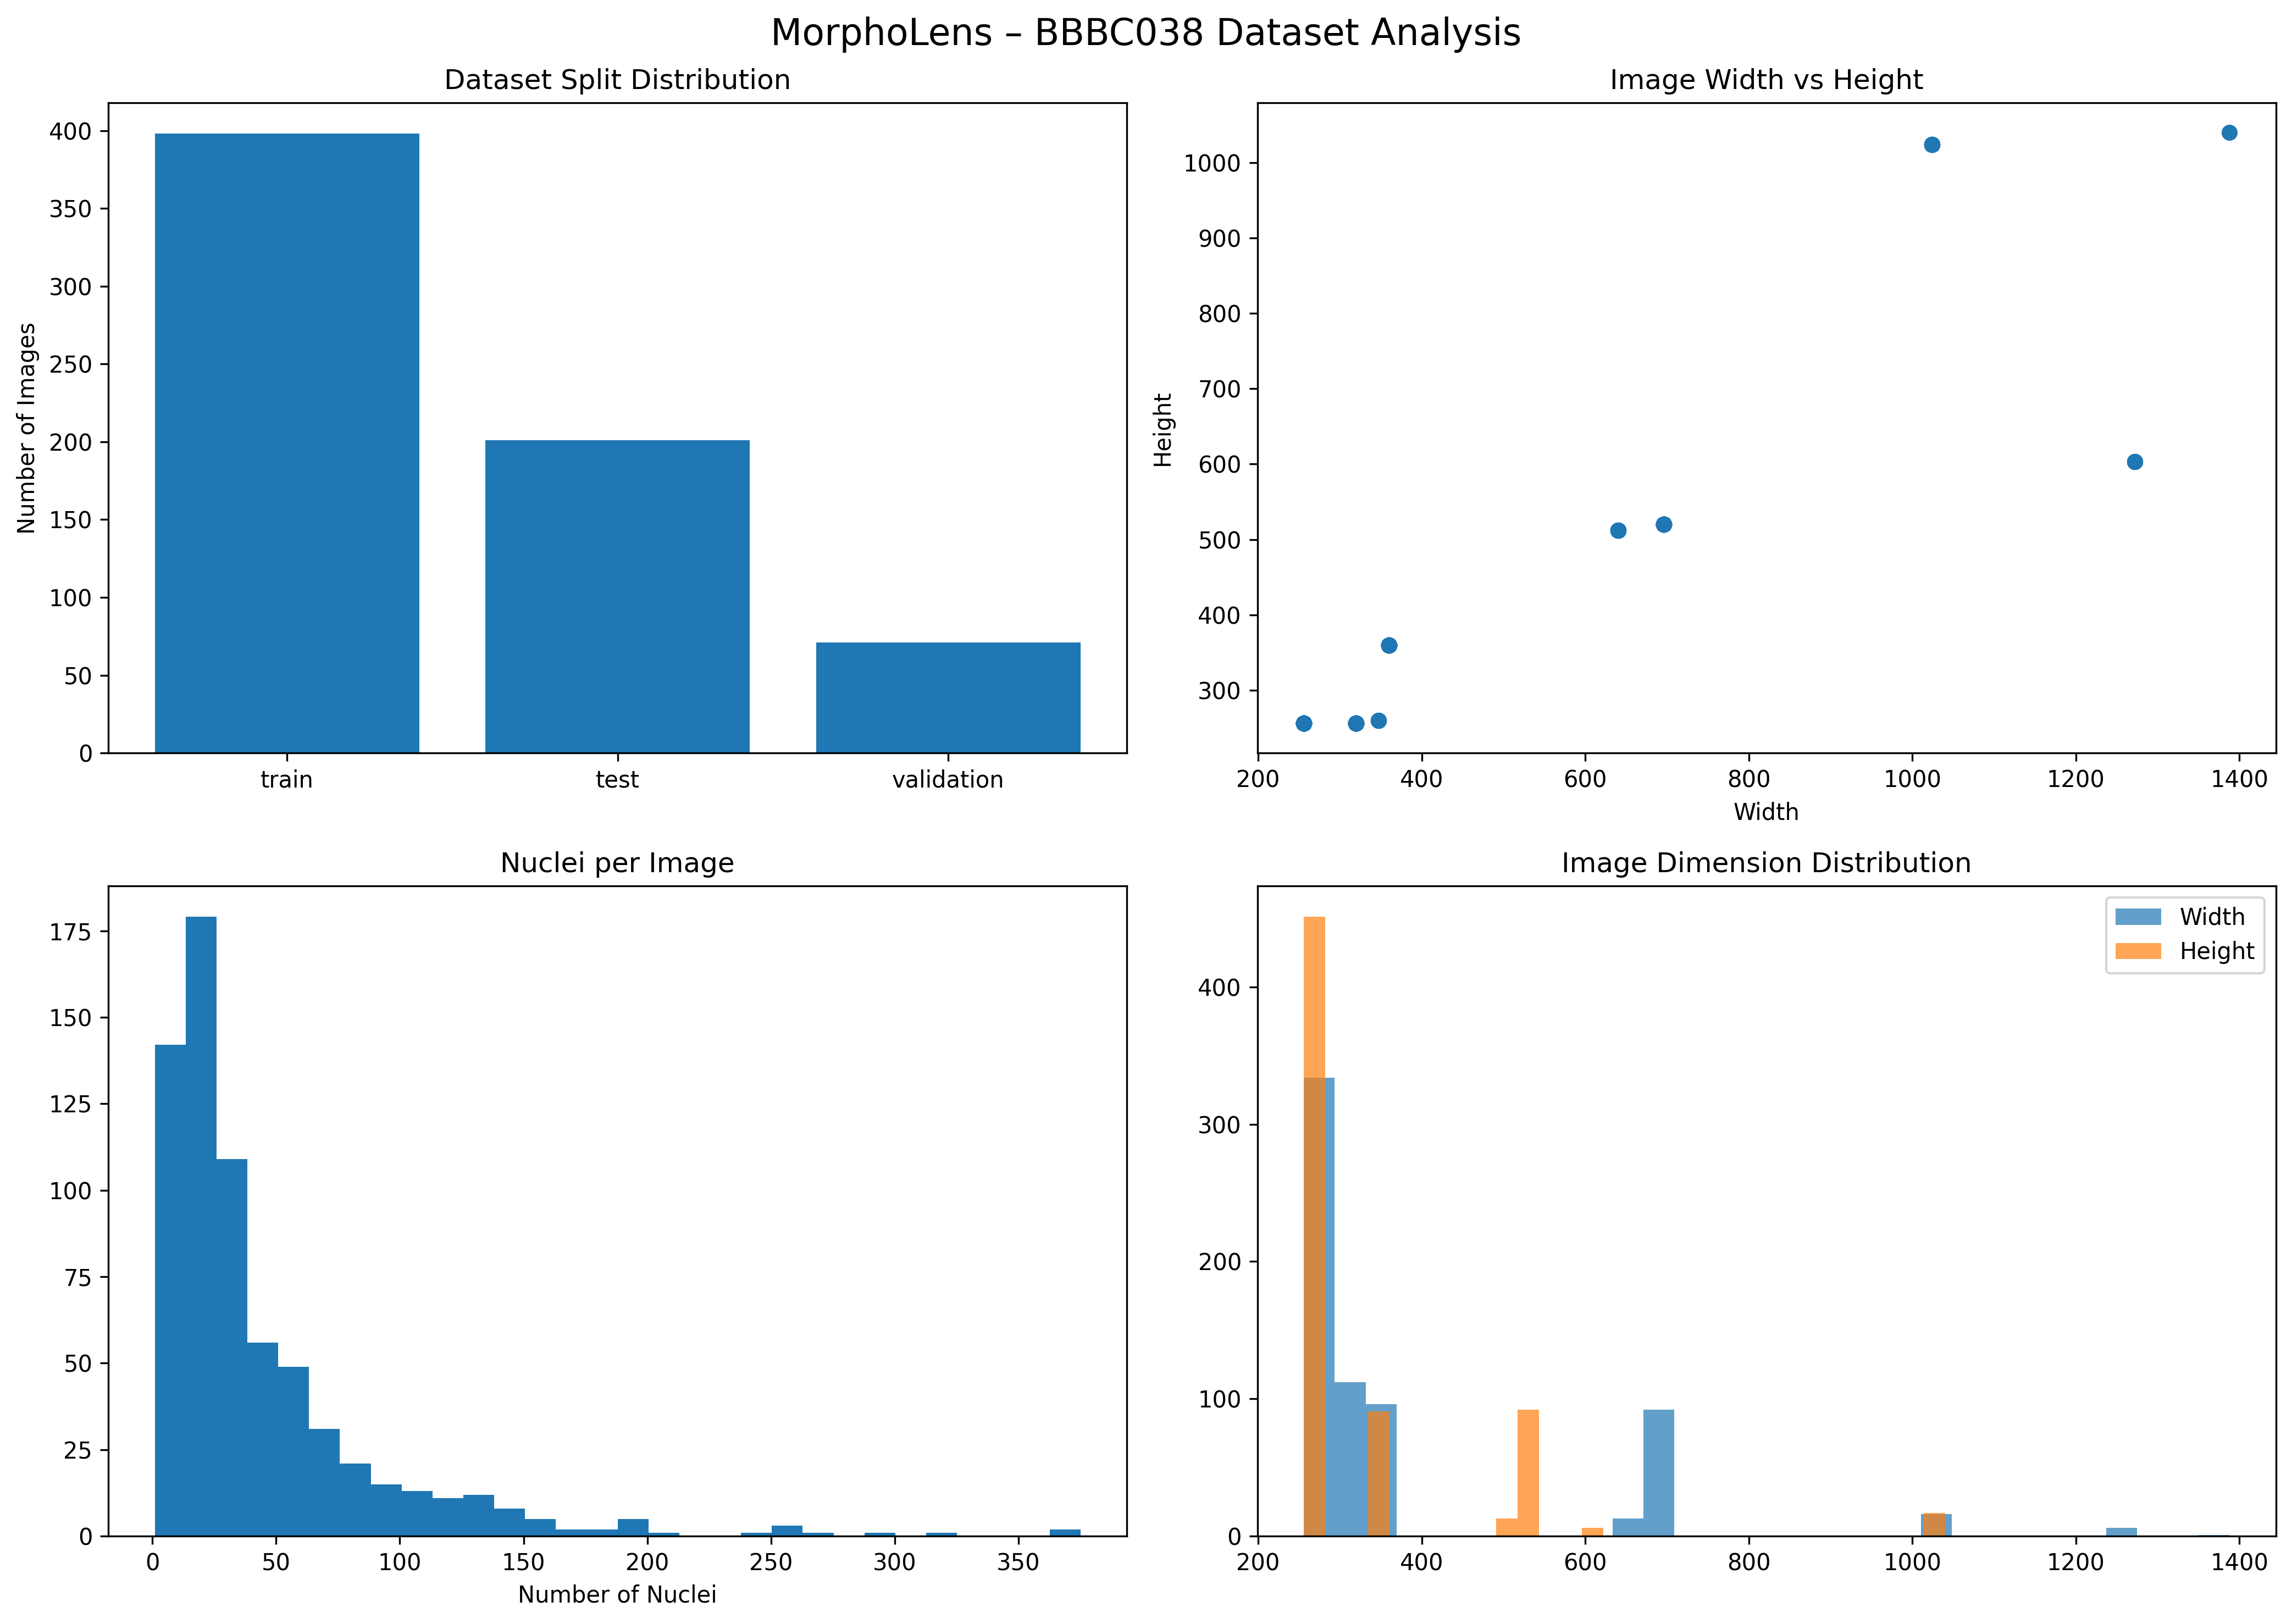 MorphoLens – BBBC038 Dataset Analysis
Dataset Split Distribution
Number of Images
400
350
300
250
200
150
100
50
0
train test validation
Image Width vs Height
Height
1000
900
800
700
600
500
400
300
200 400 600 800 1000 1200 1400
Width
Nuclei per Image
175
150
125
100
75
50
25
0
0 50 100 150 200 250 300 350
Number of Nuclei
Image Dimension Distribution
Width
Height
400
300
200
100
0
200 400 600 800 1000 1200 1400